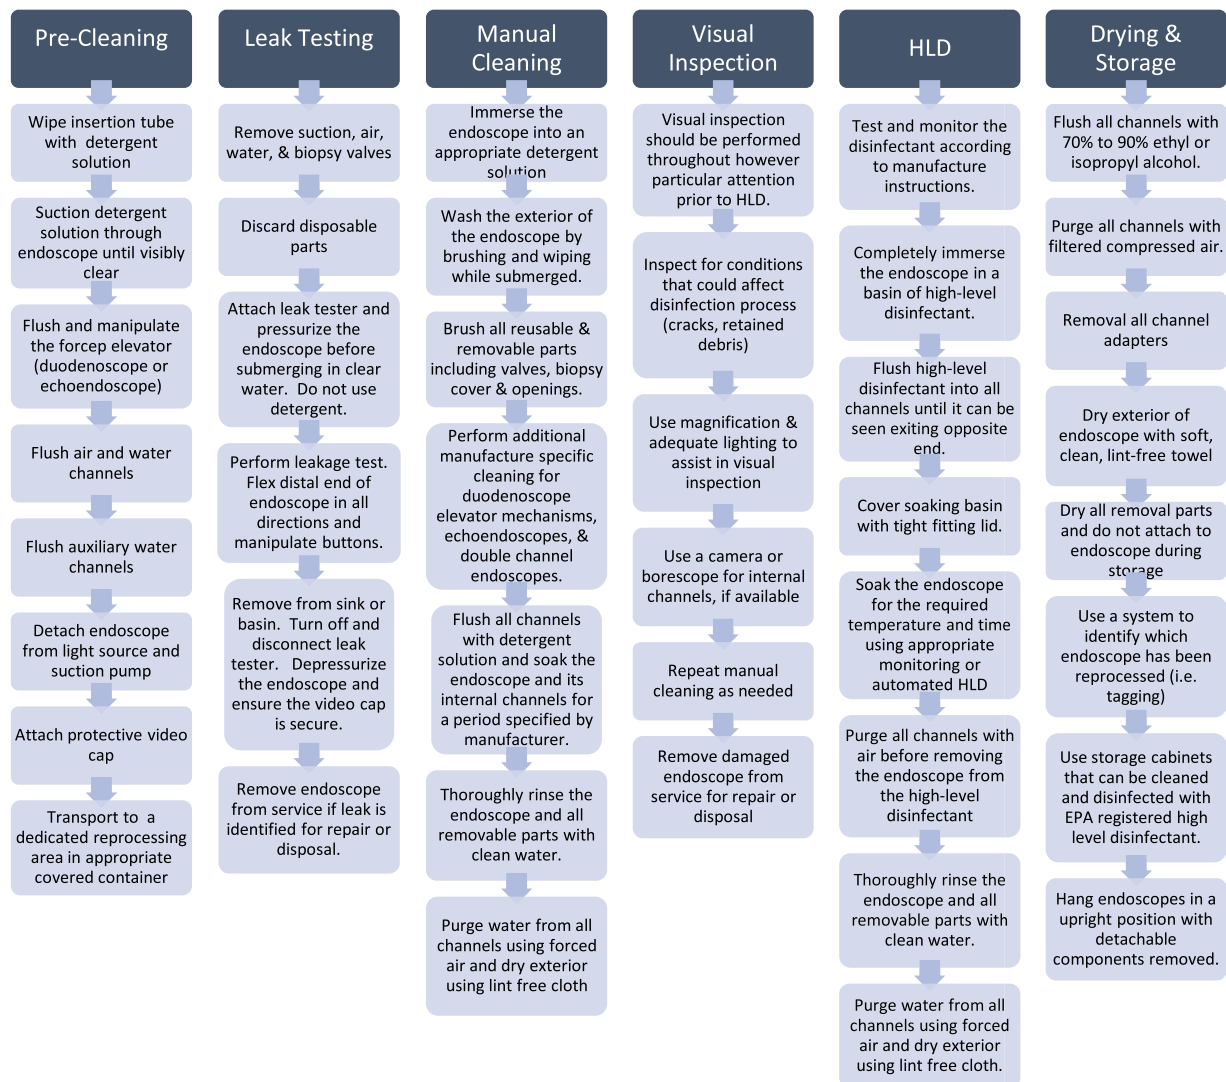 Pre-Cleaning
Wipe insertion tube
with detergent
solution
Suction detergent
solution through
endoscope until visibly
clear
Flush and manipulate
the forcep elevator
(duodenoscope or
echoendoscope)
Flush air and water
channels
Flush auxiliary water
channels
Detach endoscope
from light source and
suction pump
Attach protective video
cap
Transport to a
dedicated reprocessing
area in appropriate
covered container
Leak Testing
Remove suction, air,
water, & biopsy valves
Discard disposable
parts
Attach leak tester and
pressurize the
endoscope before
submerging in clear
water. Do not use
detergent.
Perform leakage test.
Flex distal end of
endoscope in all
directions and
manipulate buttons.
Remove from sink or
basin. Turn off and
disconnect leak
tester. Depressurize
the endoscope and
ensure the video cap
is secure.
Remove endoscope
from service if leak is
identified for repair or
disposal.
Manual
Cleaning
Immerse the
endoscope into an
appropriate detergent
solution
Wash the exterior of
the endoscope by
brushing and wiping
while submerged.
Brush all reusable &
removable parts
including valves, biopsy
cover & openings.
Perform additional
manufacture specific
cleaning for
duodenoscope
elevator mechanisms,
echoendoscopes, &
double channel
endoscopes.
Flush all channels
with detergent
solution and soak the
endoscope and its
internal channels for
a period specified by
manufacturer.
Thoroughly rinse the
endoscope and all
removable parts with
clean water.
Purge water from all
channels using forced
air and dry exterior
using lint free cloth
Visual
Inspection
Visual inspection
should be performed
throughout however
particular attention
prior to HLD.
Inspect for conditions
that could affect
disinfection process
(cracks, retained
debris)
Use magnification &
adequate lighting to
assist in visual
inspection
Use a camera or
borescope for internal
channels, if available
Repeat manual
cleaning as needed
Remove damaged
endoscope from
service for repair or
disposal
HLD
Test and monitor the
disinfectant according
to manufacture
instructions.
Completely immerse
the endoscope in a
basin of high-level
disinfectant.
Flush high-level
disinfectant into all
channels until it can be
seen exiting opposite
end.
Cover soaking basin
with tight fitting lid.
Soak the endoscope
for the required
temperature and time
using appropriate
monitoring or
automated HLD
Purge all channels with
air before removing
the endoscope from
the high-level
disinfectant
Thoroughly rinse the
endoscope and all
removable parts with
clean water.
Purge water from all
channels using forced
air and dry exterior
using lint free cloth.
Drying &
Storage
Flush all channels with
70% to 90% ethyl or
isopropyl alcohol.
Purge all channels with
filtered compressed air.
Removal all channel
adapters
Dry exterior of
endoscope with soft,
clean, lint-free towel
Dry all removal parts
and do not attach to
endoscope during
storage
Use a system to
identify which
endoscope has been
reprocessed (i.e.
tagging)
Use storage cabinets
that can be cleaned
and disinfected with
EPA registered high
level disinfectant.
Hang endoscopes in a
upright position with
detachable
components removed.